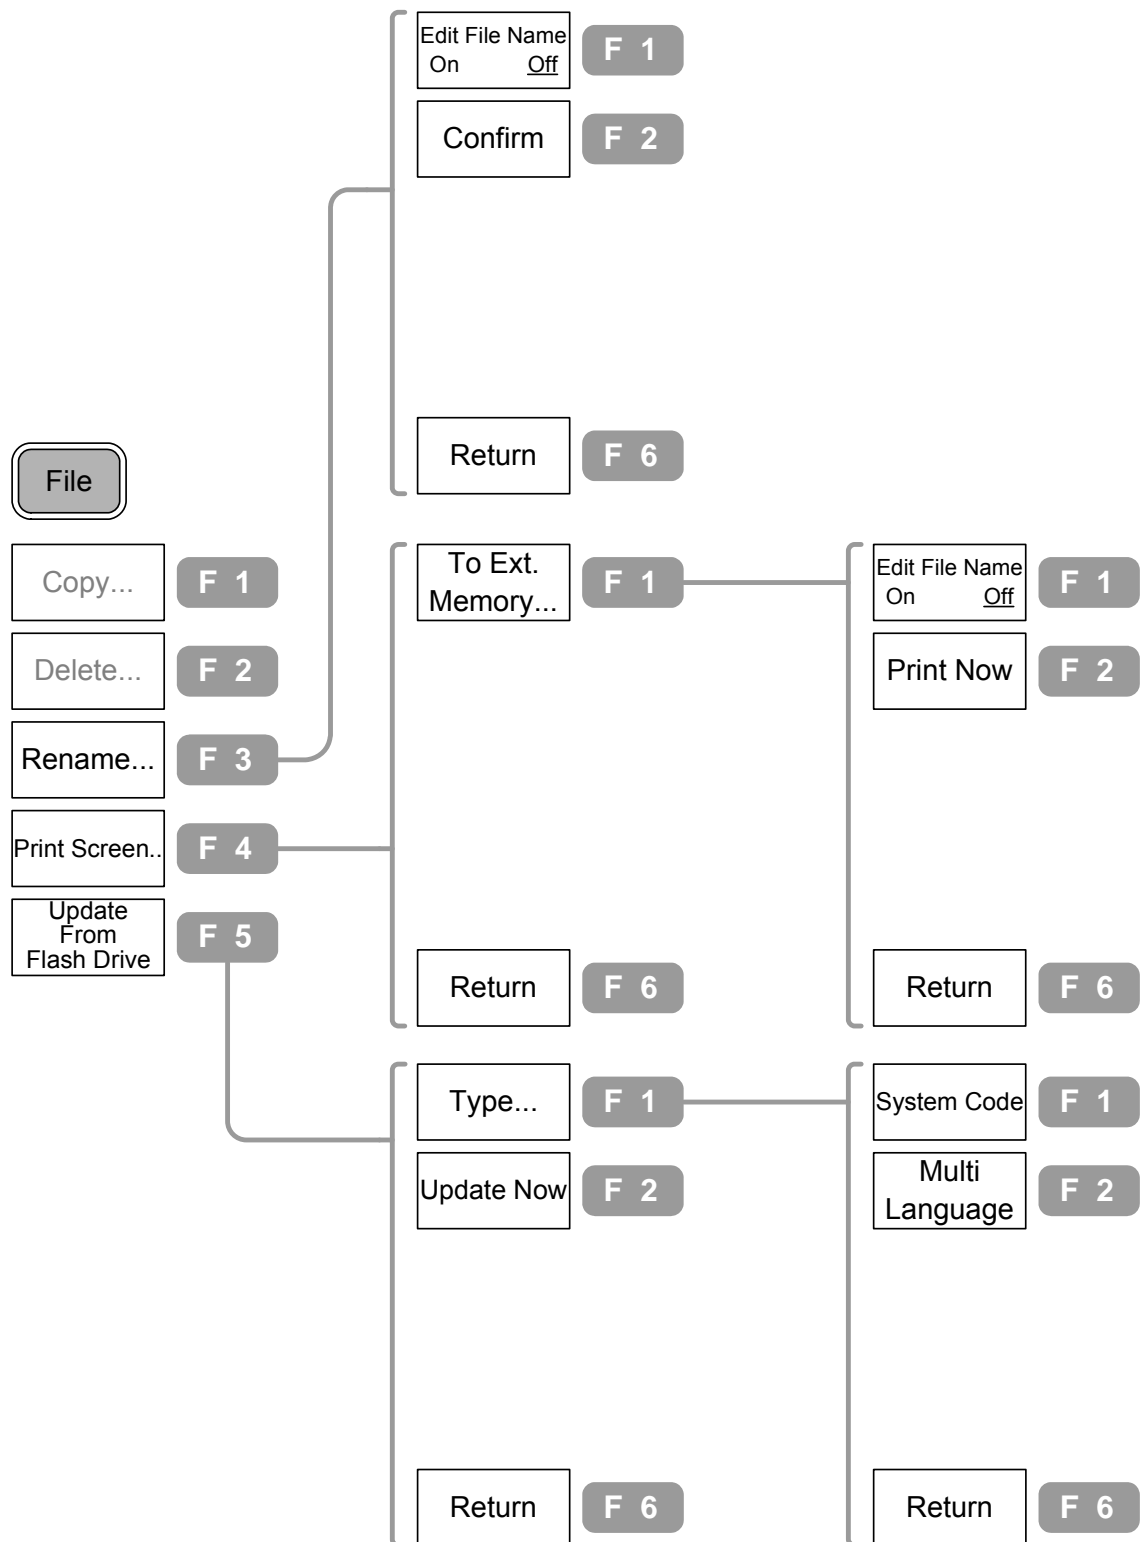 Edit File Name
On Off
F 1
Confirm
F 2
Return
F 6
File
Copy...
F 1
Delete...
F 2
Rename...
F 3
Print Screen..
F 4
Update
From
Flash Drive
F 5
To Ext.
Memory...
F 1
Return
F 6
Edit File Name
On Off
F 1
Print Now
F 2
Return
F 6
Type...
F 1
Update Now
F 2
Return
F 6
System Code
F 1
Multi
Language
F 2
Return
F 6